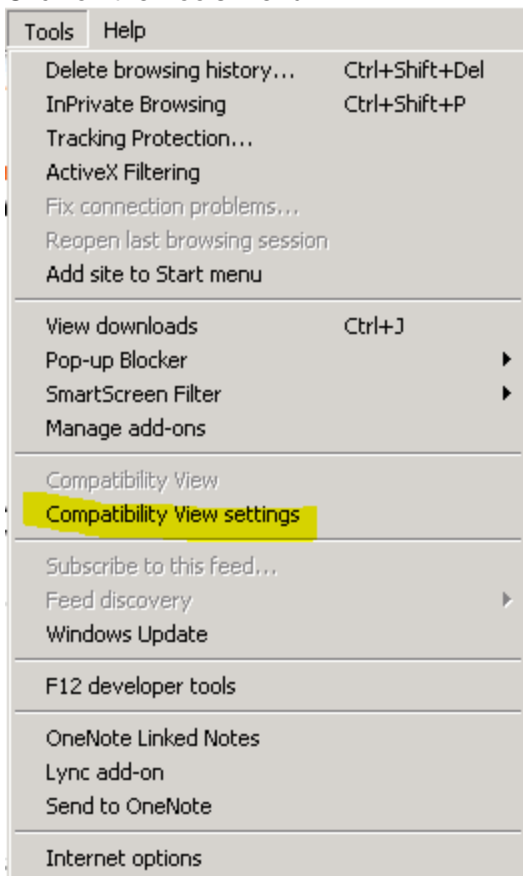 Tools Help
Delete browsing history... Ctrl+Shift+Del
InPrivate Browsing Ctrl+Shift+P
Tracking Protection...
ActiveX Filtering
Fix connection problems...
Reopen last browsing session
Add site to Start menu
View downloads Ctrl+J
Pop-up Blocker
SmartScreen Filter
Manage add-ons
Compatibility View
Compatibility View settings
Subscribe to this feed...
Feed discovery
Windows Update
F12 developer tools
OneNote Linked Notes
Lync add-on
Send to OneNote
Internet options